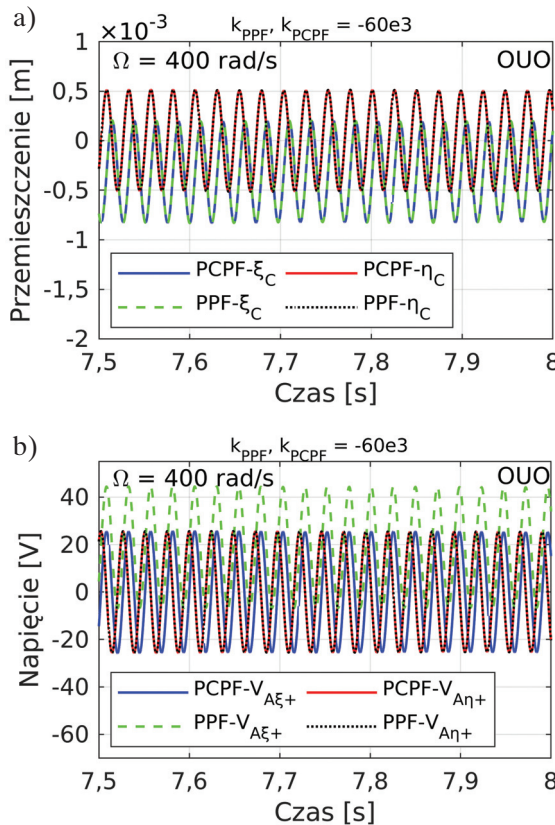 a)
×10⁻³
k_PPF, k_PCPF = -60e3
Ω = 400 rad/s
OUO
1
0,5
0
-0,5
-1
-1,5
-2
Przemieszczenie [m]
PCPF-ξ_C
PCPF-η_C
PPF-ξ_C
PPF-η_C
7,5 7,6 7,7 7,8 7,9 8
Czas [s]
b)
k_PPF, k_PCPF = -60e3
Ω = 400 rad/s
OUO
40
20
0
-20
-40
-60
Napięcie [V]
PCPF-V_Aξ+
PCPF-V_Aη+
PPF-V_Aξ+
PPF-V_Aη+
7,5 7,6 7,7 7,8 7,9 8
Czas [s]